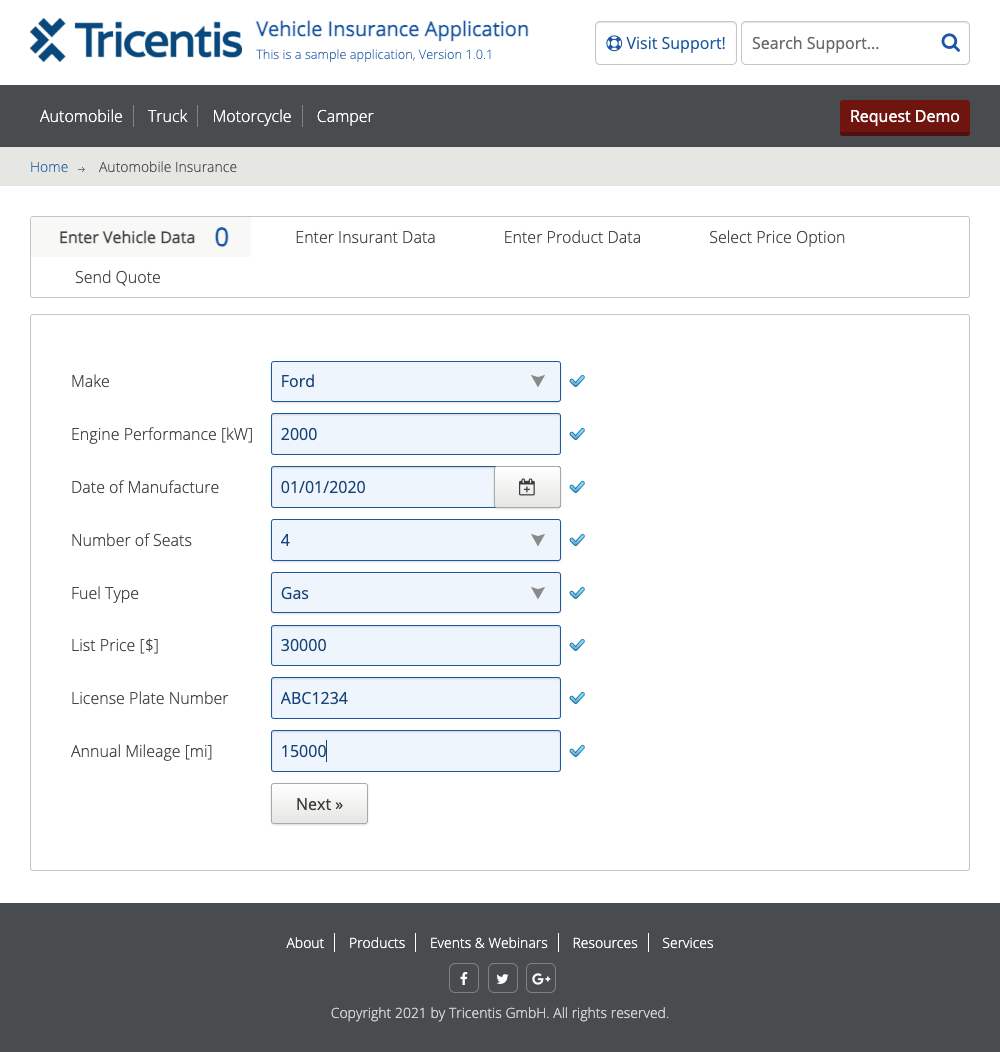 Tricentis
Vehicle Insurance Application
This is a sample application, Version 1.0.1
Visit Support!
Search Support...
Automobile
Truck
Motorcycle
Camper
Request Demo
Home → Automobile Insurance
Enter Vehicle Data 0
Enter Insurant Data
Enter Product Data
Select Price Option
Send Quote
Make Ford
Engine Performance [kW] 2000
Date of Manufacture 01/01/2020
Number of Seats 4
Fuel Type Gas
List Price [$] 30000
License Plate Number ABC1234
Annual Mileage [mi] 15000
Next »
About
Products
Events & Webinars
Resources
Services
f
G+
Copyright 2021 by Tricentis GmbH. All rights reserved.